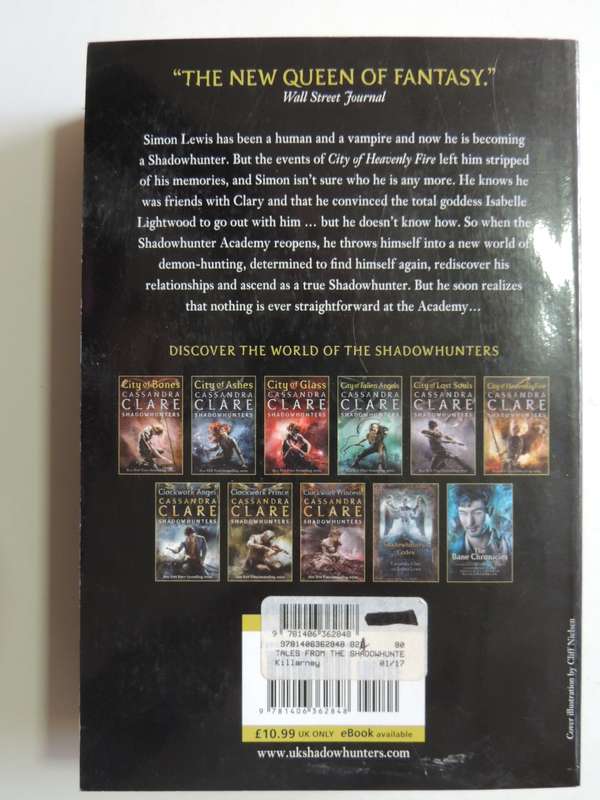 “THE NEW QUEEN OF FANTASY.”
Wall Street Journal
Simon Lewis has been a human and a vampire and now he is becoming
a Shadowhunter. But the events of City of Heavenly Fire left him stripped
of his memories, and Simon isn’t sure who he is any more. He knows he
was friends with Clary and that he convinced the total goddess Isabelle
Lightwood to go out with him … but he doesn’t know how. So when the
Shadowhunter Academy reopens, he throws himself into a new world of
demon-hunting, determined to find himself again, rediscover his
relationships and ascend as a true Shadowhunter. But he soon realizes
that nothing is ever straightforward at the Academy…
DISCOVER THE WORLD OF THE SHADOWHUNTERS
City of Bones
CASSANDRA
CLARE
SHADOWHUNTERS
City of Ashes
CASSANDRA
CLARE
SHADOWHUNTERS
City of Glass
CASSANDRA
CLARE
SHADOWHUNTERS
City of Fallen Angels
CASSANDRA
CLARE
SHADOWHUNTERS
City of Lost Souls
CASSANDRA
CLARE
SHADOWHUNTERS
City of Heavenly Fire
CASSANDRA
CLARE
SHADOWHUNTERS
Clockwork Angel
CASSANDRA
CLARE
SHADOWHUNTERS
Clockwork Prince
CASSANDRA
CLARE
SHADOWHUNTERS
Clockwork Princess
CASSANDRA
CLARE
SHADOWHUNTERS
Shadowhunter's
Codex
The
Bane Chronicles
9 781406 362848
9781406362848 82 80
TALES FROM THE SHADOWHUNTE
Killarney 01/17
9 781406 362848
£10.99 UK ONLY eBook available
www.ukshadowhunters.com
Cover illustration by Cliff Nielsen